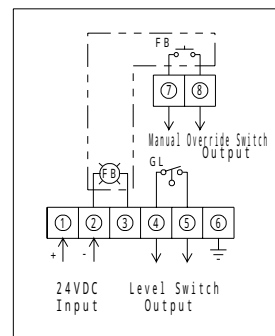 FB
7 8
Manual Override Switch
Output
GL
FB
1 2 3 4 5 6
+ -
24VDC Level Switch
Input Output